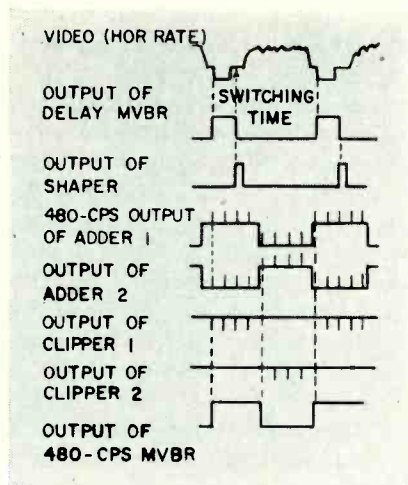 VIDEO (HOR RATE)
OUTPUT OF
DELAY MVBR
SWITCHING
TIME
OUTPUT OF
SHAPER
480-CPS OUTPUT
OF ADDER 1
OUTPUT OF
ADDER 2
OUTPUT OF
CLIPPER 1
OUTPUT OF
CLIPPER 2
OUTPUT OF
480-CPS MVBR